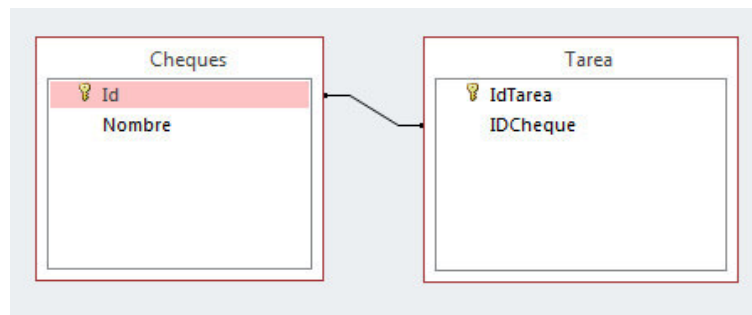 Cheques
Id
Nombre
Tarea
IdTarea
IDCheque